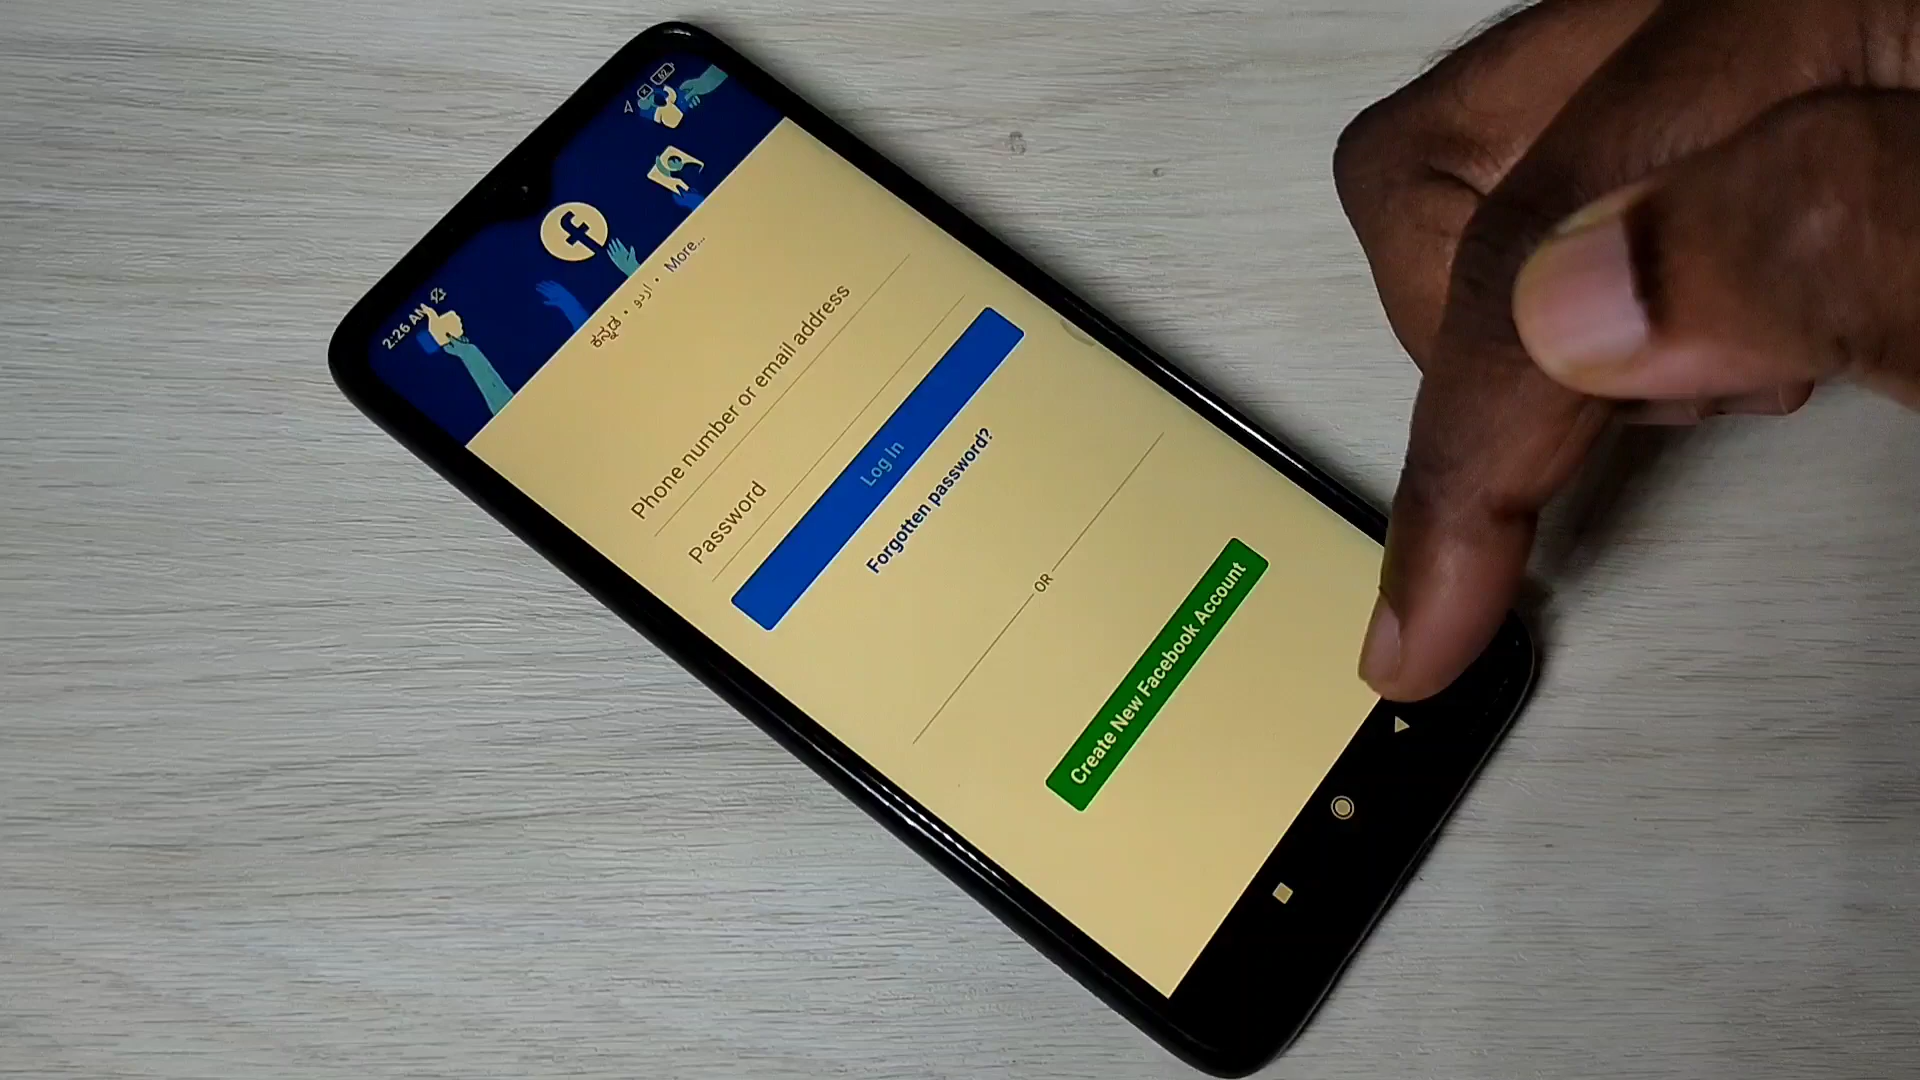 2:26 AM
62
f
ಕನ್ನಡ • اردو • More...
Phone number or email address
Password
Log In
Forgotten password?
OR
Create New Facebook Account